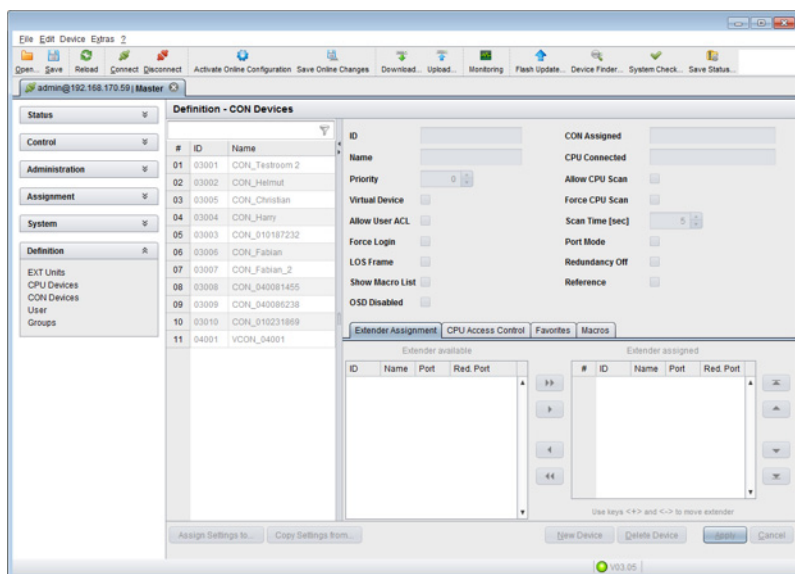 File Edit Device Extras ?
Open... Save Reload Connect Disconnect Activate Online Configuration Save Online Changes Download... Upload... Monitoring Flash Update... Device Finder... System Check... Save Status...
admin@192.168.170.59 | Master
Status
Control
Administration
Assignment
System
Definition
EXT Units
CPU Devices
CON Devices
User
Groups
Definition - CON Devices
# ID Name
01 03001 CON_Testroom 2
02 03002 CON_Helmut
03 03005 CON_Christian
04 03004 CON_Harry
05 03003 CON_010187232
06 03006 CON_Fabian
07 03007 CON_Fabian_2
08 03008 CON_040081455
09 03009 CON_040086238
10 03010 CON_010231869
11 04001 VCON_04001
ID
Name
Priority 0
Virtual Device
Allow User ACL
Force Login
LOS Frame
Show Macro List
OSD Disabled
CON Assigned
CPU Connected
Allow CPU Scan
Force CPU Scan
Scan Time [sec] 5
Port Mode
Redundancy Off
Reference
Extender Assignment CPU Access Control Favorites Macros
Extender available
ID Name Port Red. Port
Extender assigned
# ID Name Port Red. Port
Use keys <+> and <-> to move extender
Assign Settings to... Copy Settings from... New Device Delete Device Apply Cancel
V03.05